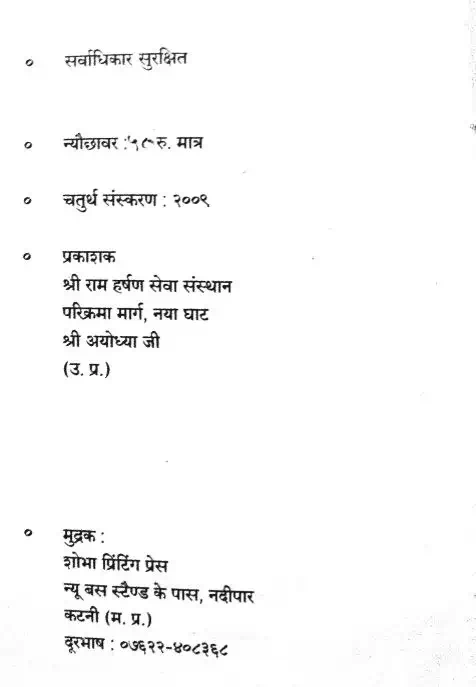 ० सर्वाधिकार सुरक्षित
० न्यौछावर : रु. मात्र
० चतुर्थ संस्करण : २००९
० प्रकाशक
श्री राम हर्षण सेवा संस्थान
परिक्रमा मार्ग, नया घाट
श्री अयोध्या जी
(उ. प्र.)
० मुद्रक :
शोभा प्रिंटिंग प्रेस
न्यू बस स्टैण्ड के पास, नदीपार
कटनी (म. प्र.)
दूरभाष : ०७६२२-४०८३६८